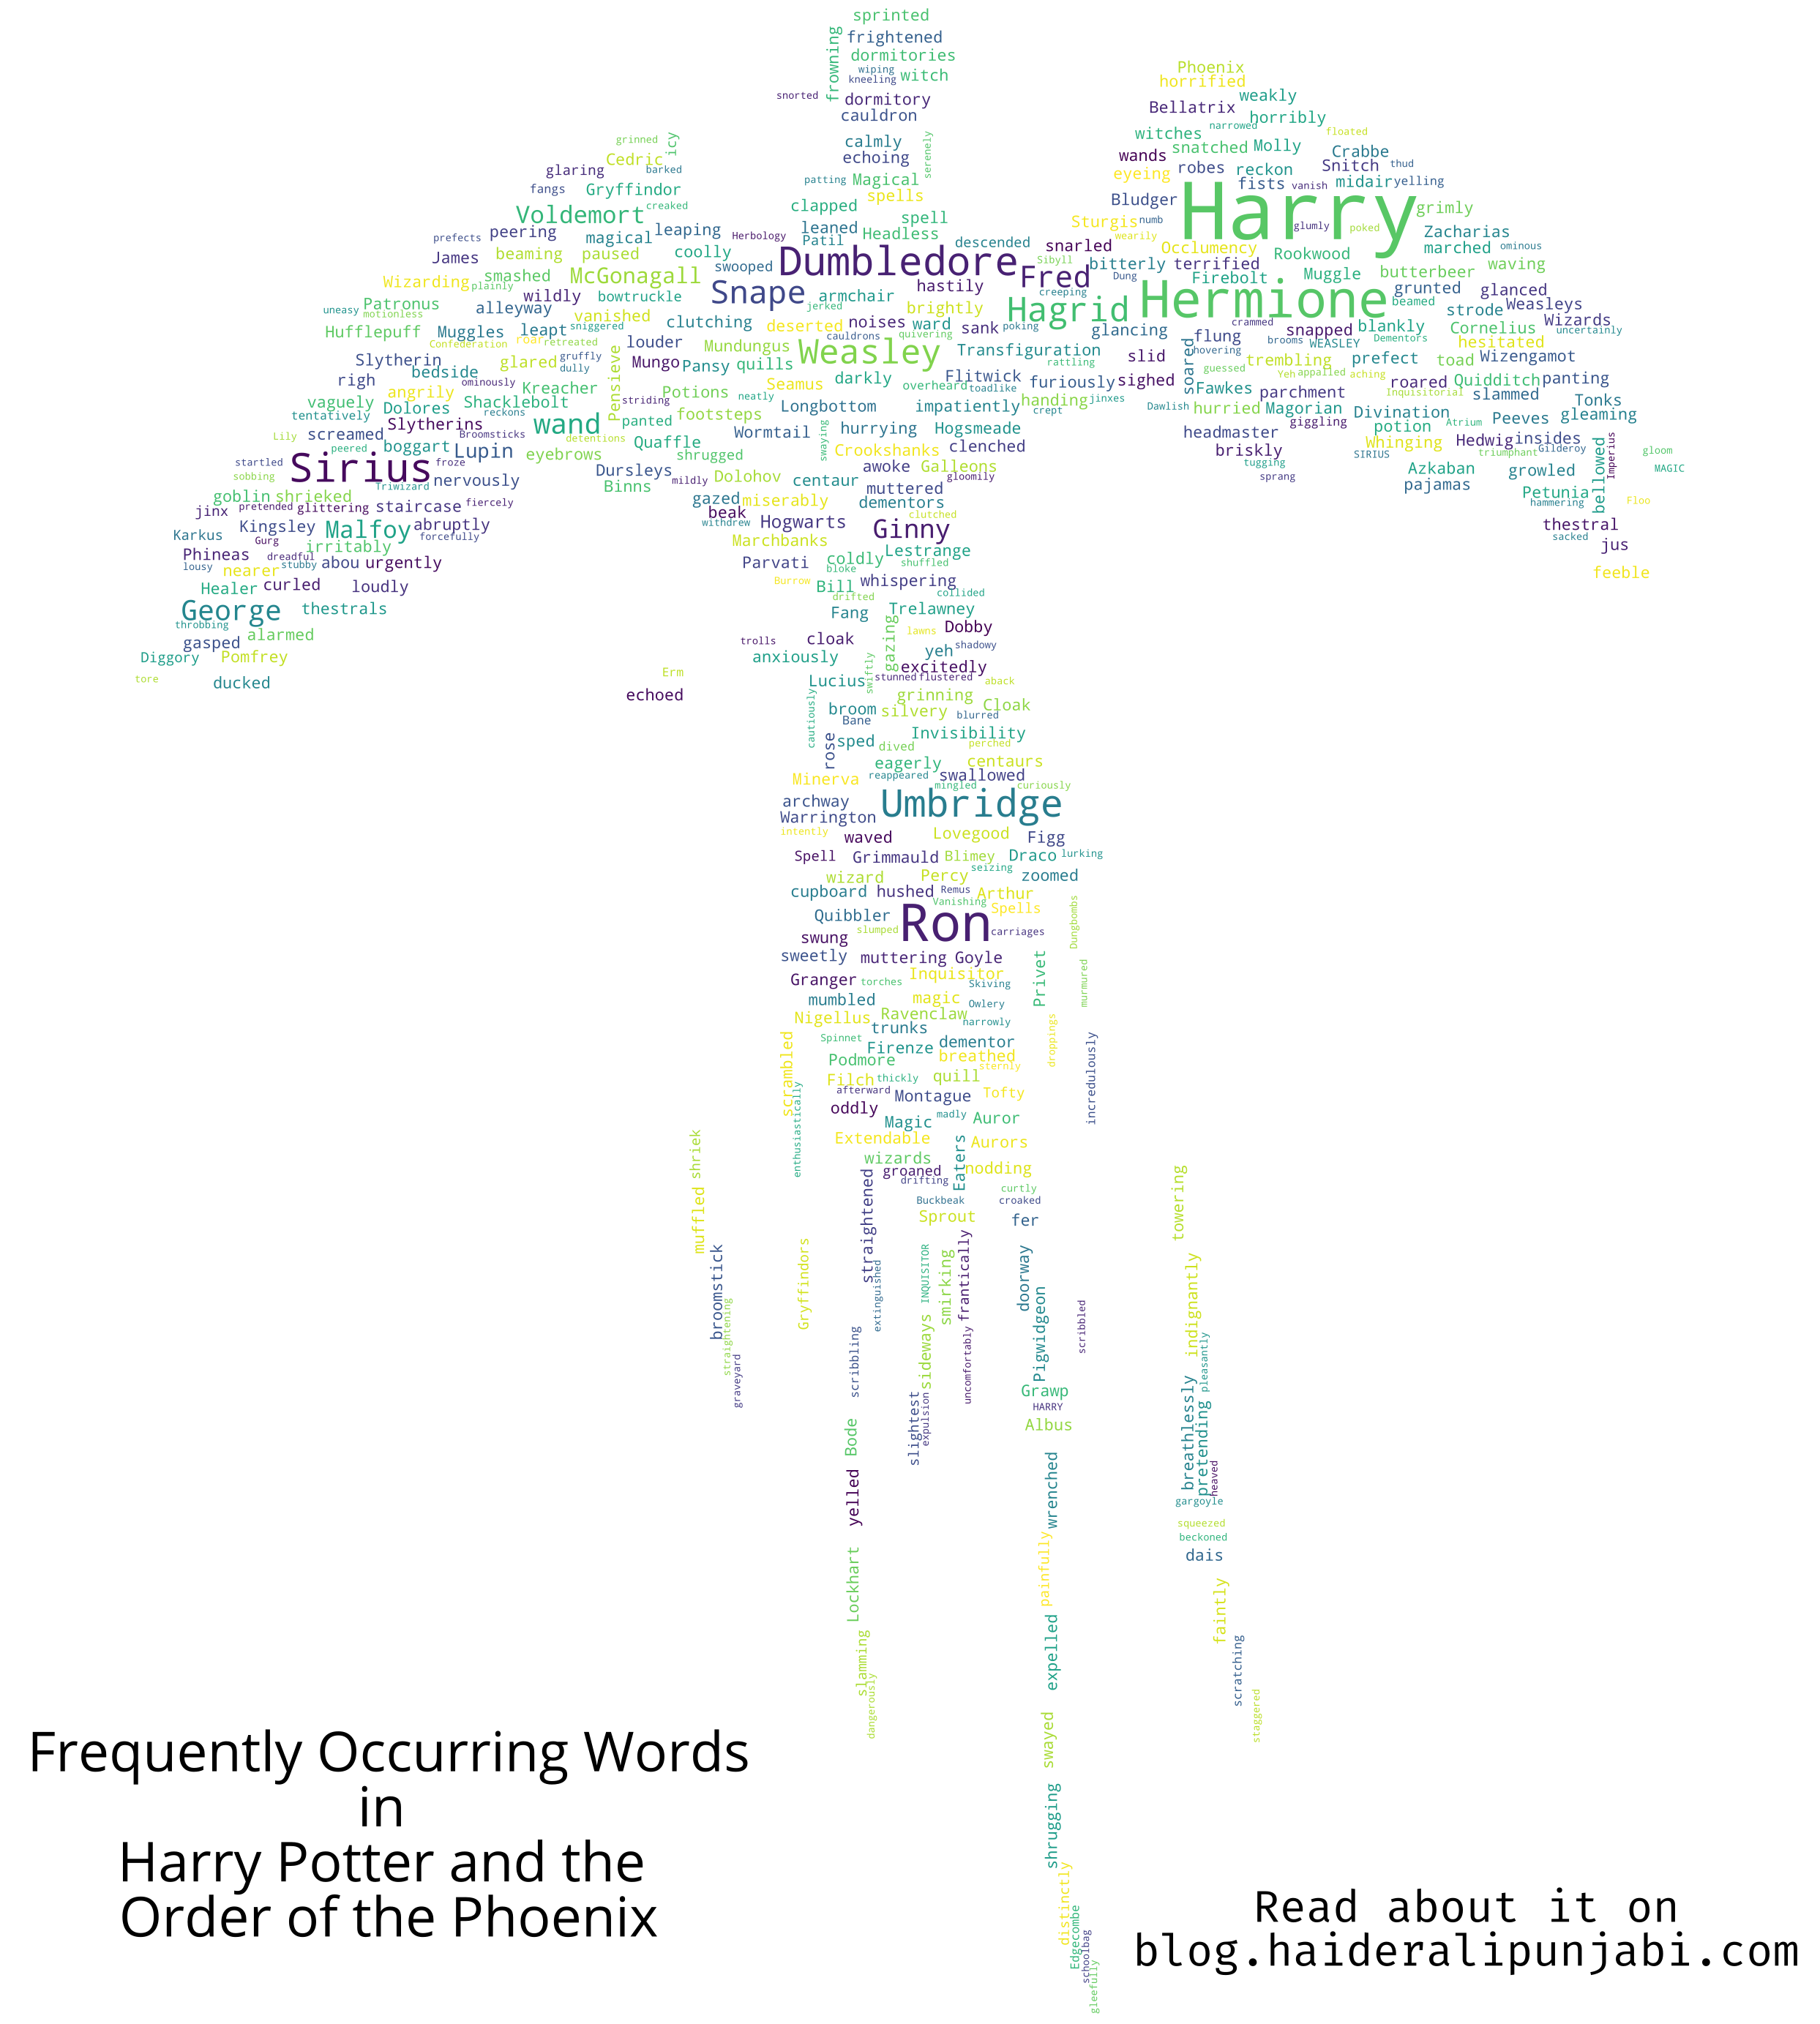 sprinted
frowning
frightened
dormitories
wiping
kneeling witch
snorted dormitory
cauldron
Phoenix
horrified
weakly
Bellatrix horribly
grinned icy calmly serenely witches narrowed floated
Cedric echoing snatched Molly Crabbe
glaring barked wands robes reckon Snitch thud
fangs Gryffindor patting Magical spells eyeing fists vanish midair yelling
Voldemort creaked clapped spell Bludger Harry grimly
prefects peering magical leaping Herbology leaned Patil Headless descended snarled Sturgis numb wearily glumly poked Zacharias
James beaming paused coolly swooped Dumbledore Sibyll Fred bitterly Occlumency terrified Rookwood marched ominous
Wizarding plainly smashed McGonagall Snape armchair hastily creeping Dung Firebolt Muggle butterbeer waving
Patronus wildly bowtruckle jerked brightly Hagrid Hermione grunted beamed glanced
uneasy motionless alleyway vanished clutching deserted noises ward sank poking glancing crammed snapped blankly strode Weasleys
Hufflepuff Muggles leapt sniggered louder cauldrons quivering flung brooms WEASLEY Dementors Cornelius Wizards uncertainly
Confederation roar retreated Mundungus Weasley Transfiguration slid soared hovering trembling prefect toad hesitated Wizengamot
Slytherin glared gruffly dully Pensieve Mungo Pansy quills Flitwick rattling guessed Yeh appalled aching
righ bedside ominously Kreacher Potions Seamus darkly overheard toadlike furiously sighed Fawkes parchment roared Quidditch panting
vaguely angrily Shacklebolt striding neatly Longbottom impatiently handing jinxes Dawlish hurried Magorian Inquisitorial slammed Tonks
tentatively Dolores reckons wand panted footsteps crept giggling Divination Atrium Peeves gleaming
Lily screamed Slytherins Broomsticks detentions Quaffle Wormtail swaying hurrying Hogsmeade headmaster potion Hedwig insides
peered boggart Lupin eyebrows shrugged Crookshanks clenched briskly Whinging triumphant Gilderoy bellowed Imperius gloom
startled Sirius froze Dursleys Dolohov awoke Galleons tugging SIRIUS Azkaban growled MAGIC
sobbing Triwizard nervously Binns mildly centaur gloomily sprang pajamas
goblin shrieked gazed miserably muttered Petunia Floo
jinx pretended glittering staircase fiercely beak dementors hammering
Karkus Kingsley Malfoy abruptly withdrew Hogwarts clutched Ginny thestral
Gurg irritably forcefully Marchbanks sacked
Phineas dreadful Lestrange jus
lousy nearer stubby abou urgently Parvati coldly shuffled
bloke feeble
Healer curled loudly Burrow Bill whispering
drifted collided
George thestrals Fang Trelawney
throbbing lawns Dobby
gasped alarmed trolls cloak gazing yeh shadowy
Diggory Pomfrey anxiously excitedly
tore ducked Erm Lucius swiftly stunned flustered aback
echoed cautiously grinning
broom silvery Cloak
Bane blurred
rose sped dived Invisibility
perched
eagerly centaurs
Minerva reappeared swallowed
mingled curiously
archway Umbridge
Warrington
intently waved Lovegood Figg
Spell Grimmauld Blimey Draco lurking
wizard Percy seizing zoomed
cupboard hushed Remus Arthur
Vanishing Spells Dungbombs
Quibbler Ron
slumped carriages
swung
sweetly muttering Goyle
Granger torches Inquisitor Privet murmured
Skiving
mumbled magic Owlery
Nigellus Ravenclaw
trunks narrowly droppings
scrambled Spinnet Firenze dementor incredulously
Podmore breathed
sternly
Filch thickly quill
enthusiastically afterward Montague Tofty
oddly madly
Magic Auror
shriek Extendable Eaters Aurors
wizards
straightened groaned nodding towering
drifting curtly
muffled Buckbeak croaked
Sprout fer
Gryffindors INQUISITOR frantically
broomstick extinguished smirking doorway indignantly
straightening Pigwidgeon scribbled
graveyard scribbling sideways uncomfortably pleasantly
Grawp
slightest expulsion HARRY breathlessly pretending
Bode Albus
heaved
yelled wrenched gargoyle
squeezed
beckoned
Lockhart painfully dais
faintly
slamming expelled scratching
dangerously staggered
swayed
shrugging
distinctly
Edgecombe
schoolbag
gleefully
Frequently Occurring Words
in
Harry Potter and the
Order of the Phoenix
Read about it on
blog.haideralipunjabi.com